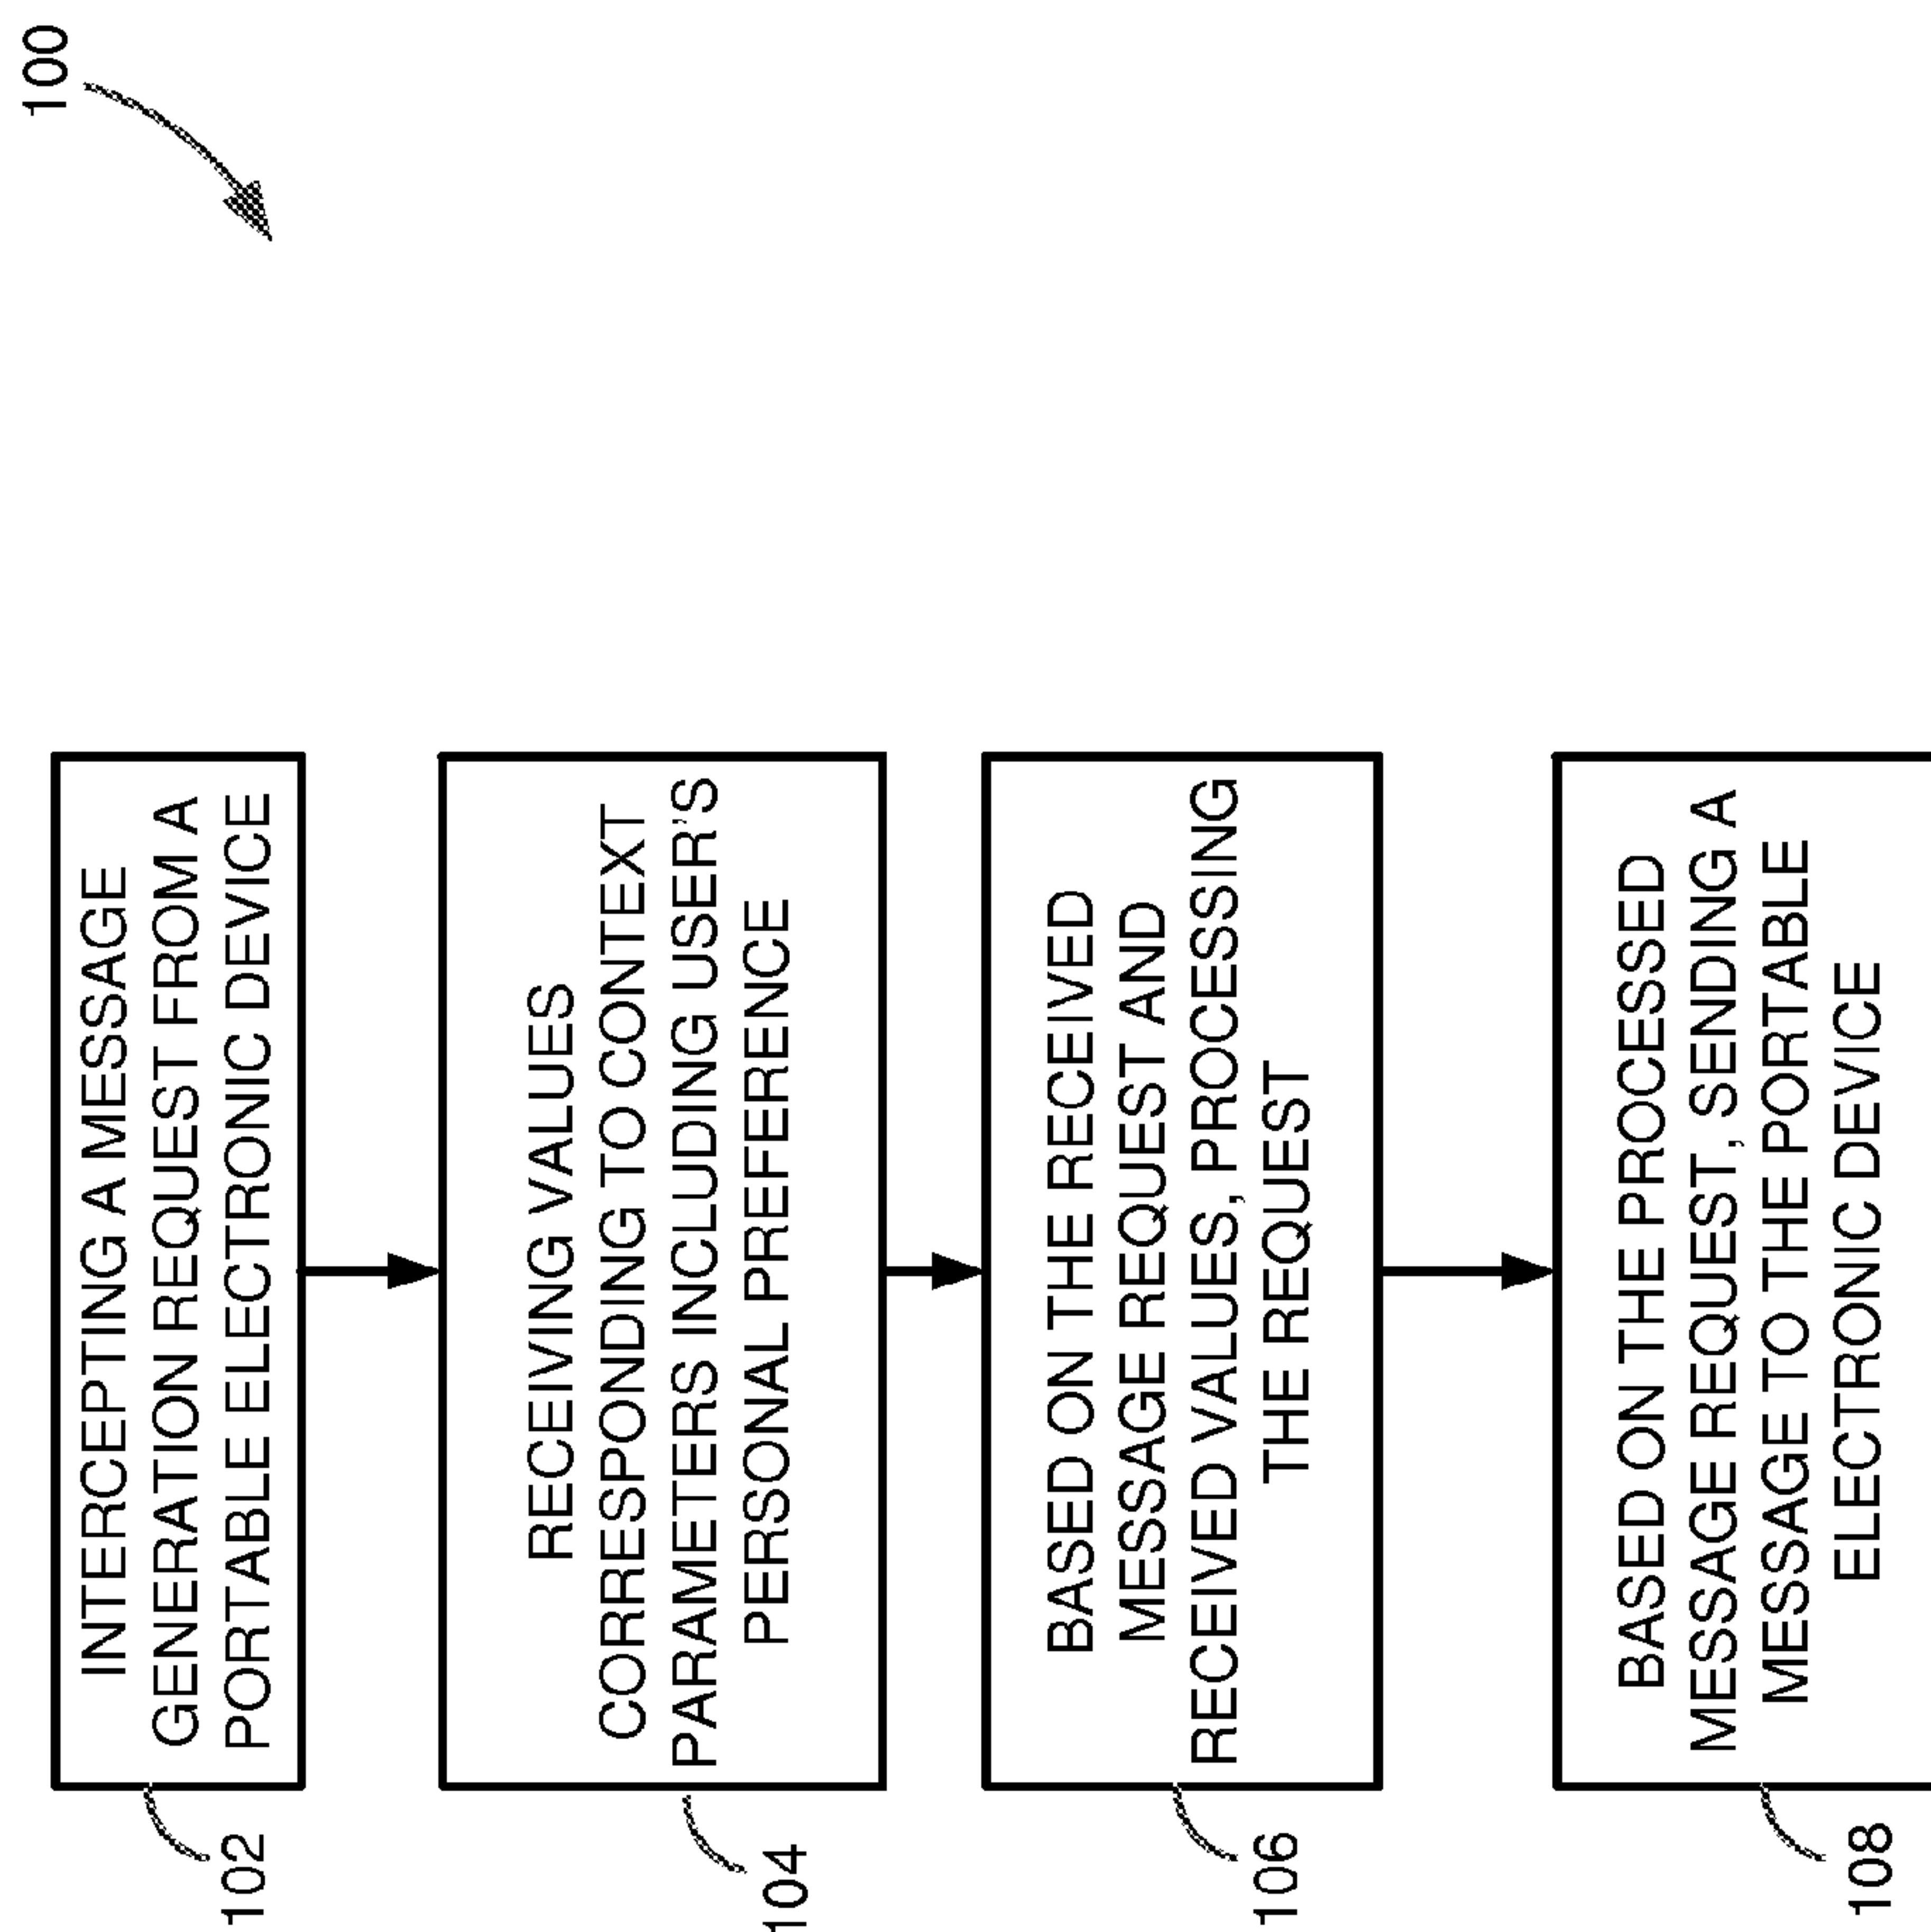 100
102
INTERCEPTING A MESSAGE
GENERATION REQUEST FROM A
PORTABLE ELECTRONIC DEVICE
104
RECEIVING VALUES
CORRESPONDING TO CONTEXT
PARAMETERS INCLUDING USER'S
PERSONAL PREFERENCE
106
BASED ON THE RECEIVED
MESSAGE REQUEST AND
RECEIVED VALUES, PROCESSING
THE REQUEST
108
BASED ON THE PROCESSED
MESSAGE REQUEST, SENDING A
MESSAGE TO THE PORTABLE
ELECTRONIC DEVICE